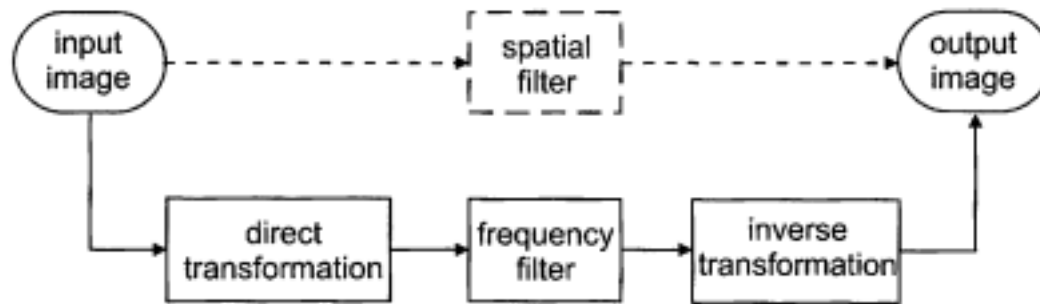 input
image
spatial
filter
output
image
direct
transformation
frequency
filter
inverse
transformation